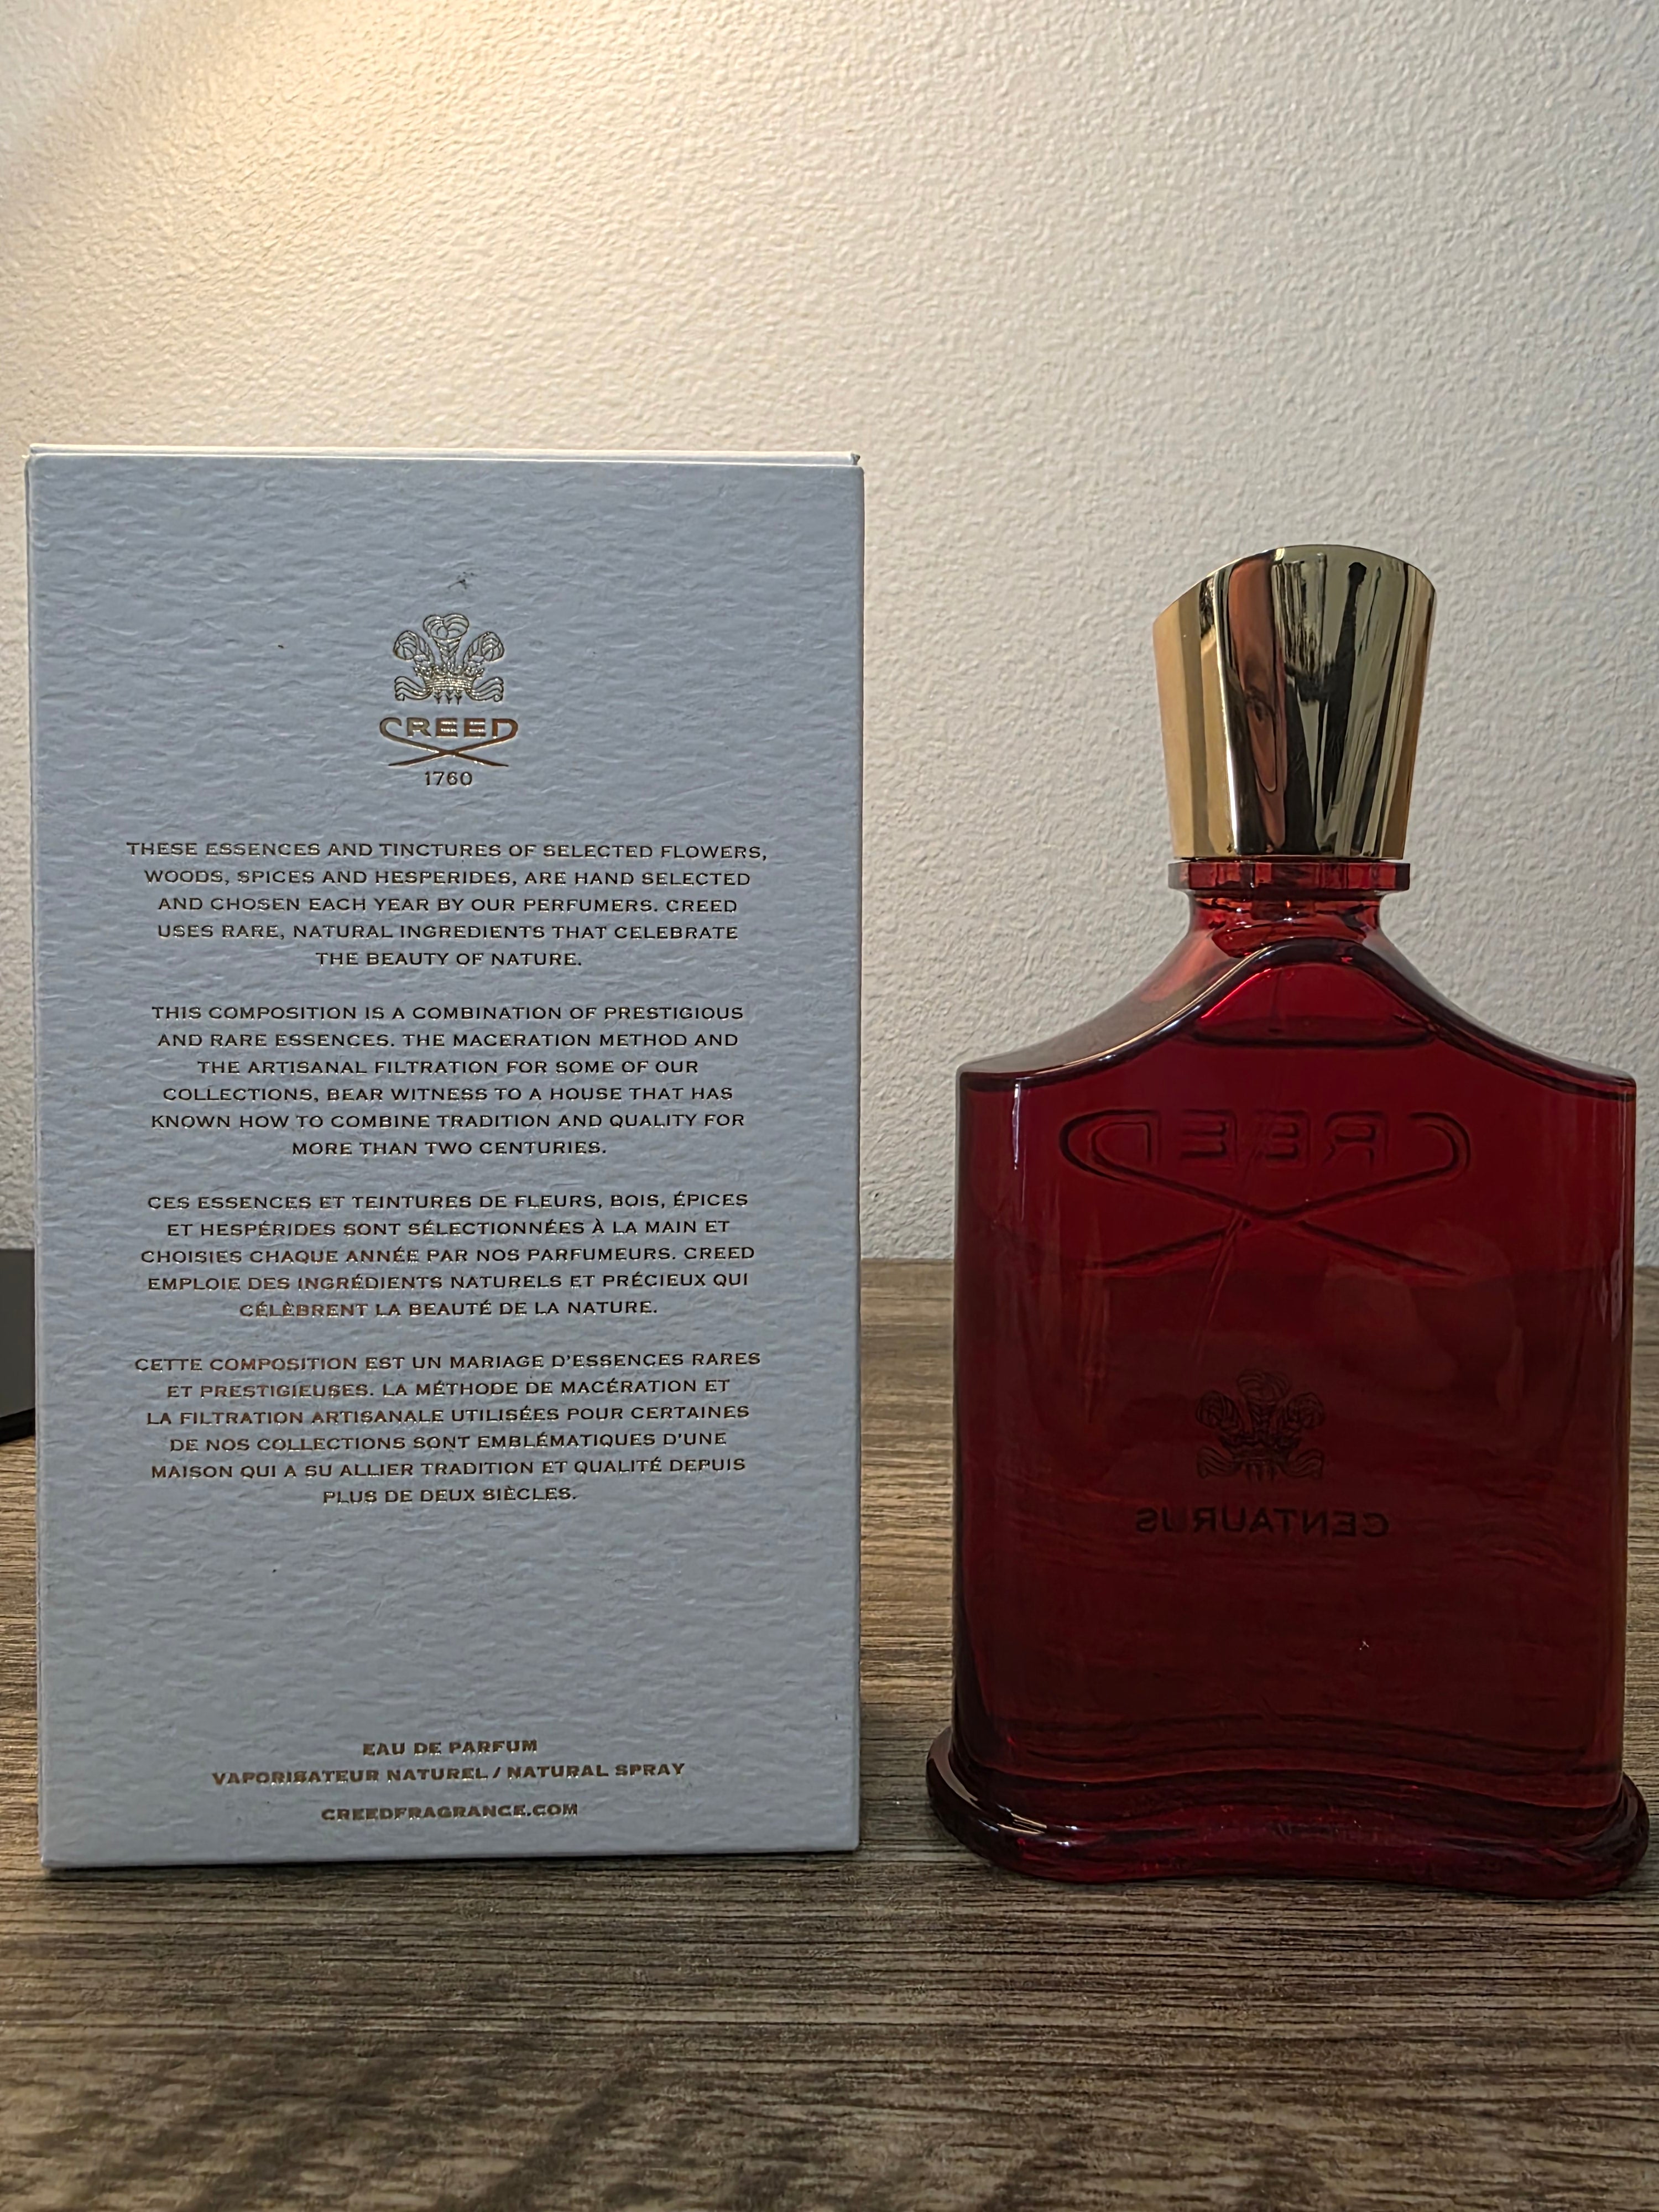 CREED
1760
THESE ESSENCES AND TINCTURES OF SELECTED FLOWERS,
WOODS, SPICES AND HESPERIDES, ARE HAND SELECTED
AND CHOSEN EACH YEAR BY OUR PERFUMERS. CREED
USES RARE, NATURAL INGREDIENTS THAT CELEBRATE
THE BEAUTY OF NATURE.
THIS COMPOSITION IS A COMBINATION OF PRESTIGIOUS
AND RARE ESSENCES. THE MACERATION METHOD AND
THE ARTISANAL FILTRATION FOR SOME OF OUR
COLLECTIONS, BEAR WITNESS TO A HOUSE THAT HAS
KNOWN HOW TO COMBINE TRADITION AND QUALITY FOR
MORE THAN TWO CENTURIES.
CES ESSENCES ET TEINTURES DE FLEURS, BOIS, ÉPICES
ET HESPÉRIDES SONT SÉLECTIONNÉES À LA MAIN ET
CHOISIES CHAQUE ANNÉE PAR NOS PARFUMEURS. CREED
EMPLOIE DES INGRÉDIENTS NATURELS ET PRÉCIEUX QUI
CÉLÈBRENT LA BEAUTÉ DE LA NATURE.
CETTE COMPOSITION EST UN MARIAGE D'ESSENCES RARES
ET PRESTIGIEUSES. LA MÉTHODE DE MACÉRATION ET
LA FILTRATION ARTISANALE UTILISÉES POUR CERTAINES
DE NOS COLLECTIONS SONT EMBLÉMATIQUES D'UNE
MAISON QUI A SU ALLIER TRADITION ET QUALITÉ DEPUIS
PLUS DE DEUX SIÈCLES.
EAU DE PARFUM
VAPORISATEUR NATUREL / NATURAL SPRAY
CREEDFRAGRANCE.COM
CREED
CENTAURUS